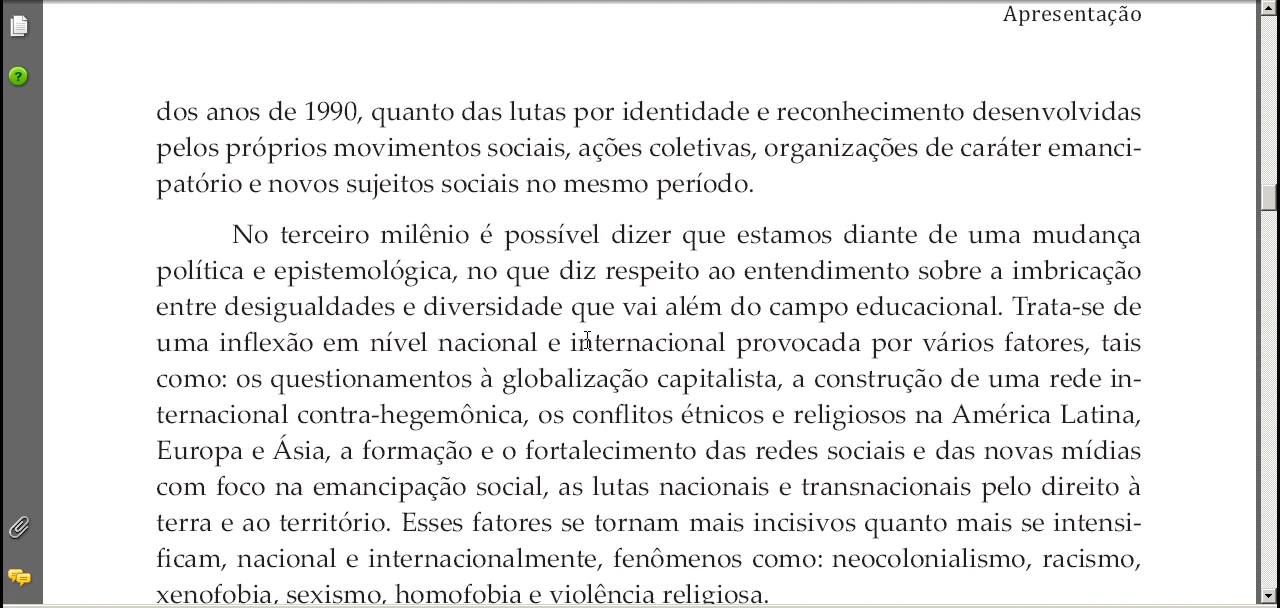 Apresentação
dos anos de 1990, quanto das lutas por identidade e reconhecimento desenvolvidas
pelos próprios movimentos sociais, ações coletivas, organizações de caráter emanci-
patório e novos sujeitos sociais no mesmo período.
No terceiro milênio é possível dizer que estamos diante de uma mudança
política e epistemológica, no que diz respeito ao entendimento sobre a imbricação
entre desigualdades e diversidade que vai além do campo educacional. Trata-se de
uma inflexão em nível nacional e internacional provocada por vários fatores, tais
como: os questionamentos à globalização capitalista, a construção de uma rede in-
ternacional contra-hegemônica, os conflitos étnicos e religiosos na América Latina,
Europa e Ásia, a formação e o fortalecimento das redes sociais e das novas mídias
com foco na emancipação social, as lutas nacionais e transnacionais pelo direito à
terra e ao território. Esses fatores se tornam mais incisivos quanto mais se intensi-
ficam, nacional e internacionalmente, fenômenos como: neocolonialismo, racismo,
xenofobia, sexismo, homofobia e violência religiosa.